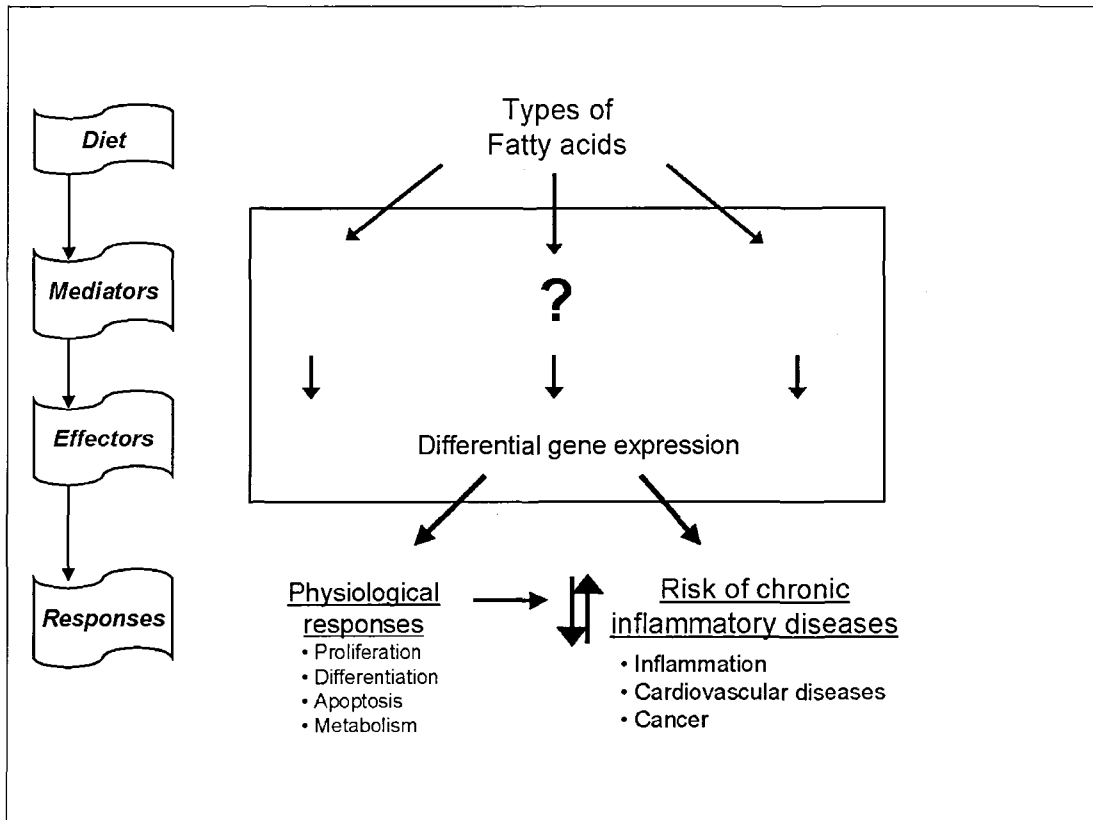 Diet
Mediators
Effectors
Responses
Types of
Fatty acids
?
Differential gene expression
Physiological
responses
• Proliferation
• Differentiation
• Apoptosis
• Metabolism
Risk of chronic
inflammatory diseases
• Inflammation
• Cardiovascular diseases
• Cancer